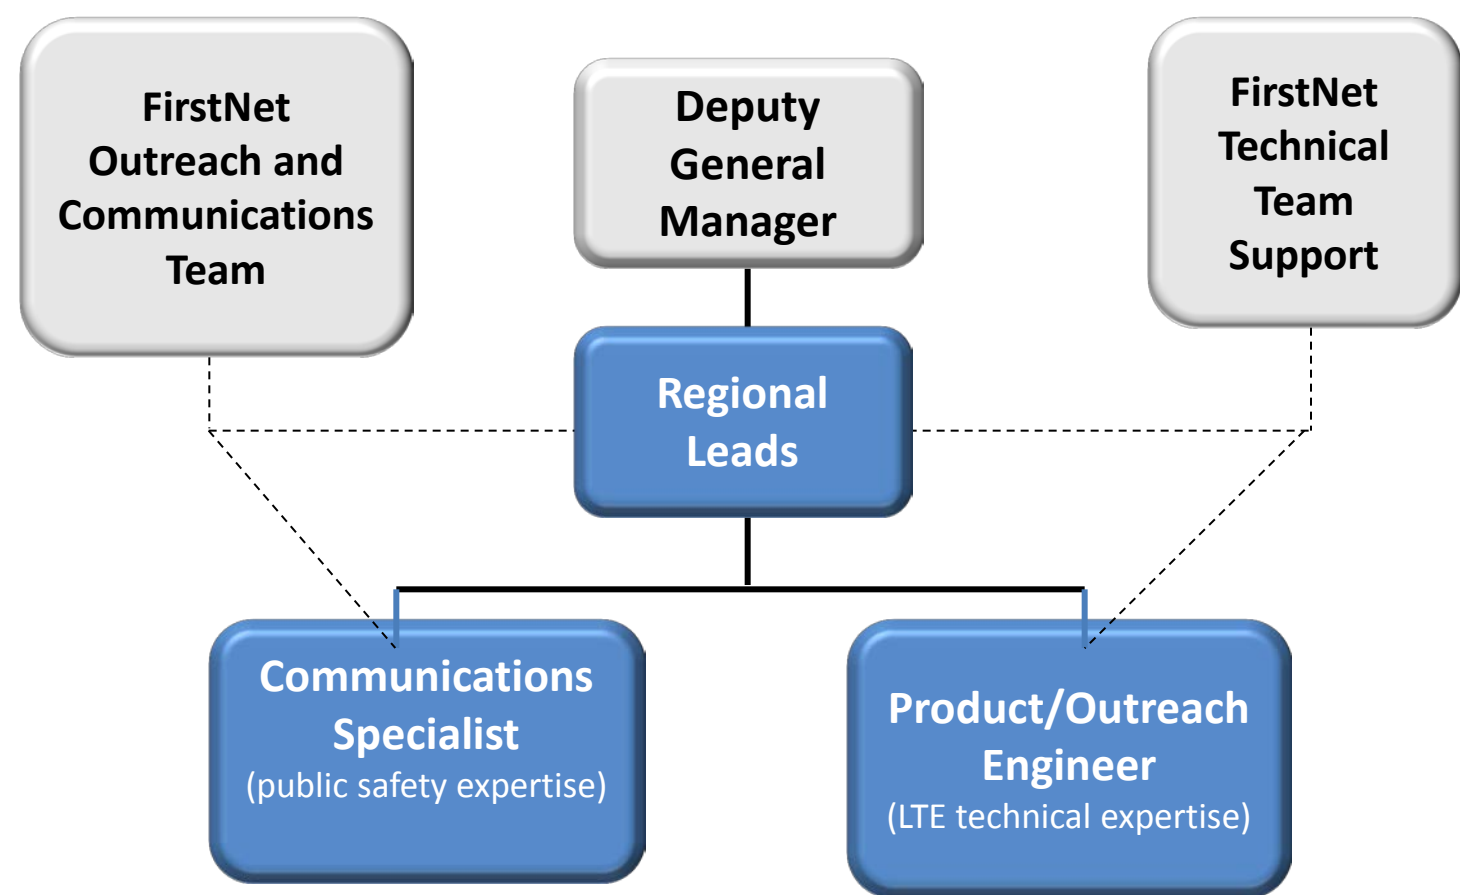 FirstNet
Outreach and
Communications
Team
Deputy
General
Manager
FirstNet
Technical
Team
Support
Regional
Leads
Communications
Specialist
(public safety expertise)
Product/Outreach
Engineer
(LTE technical expertise)